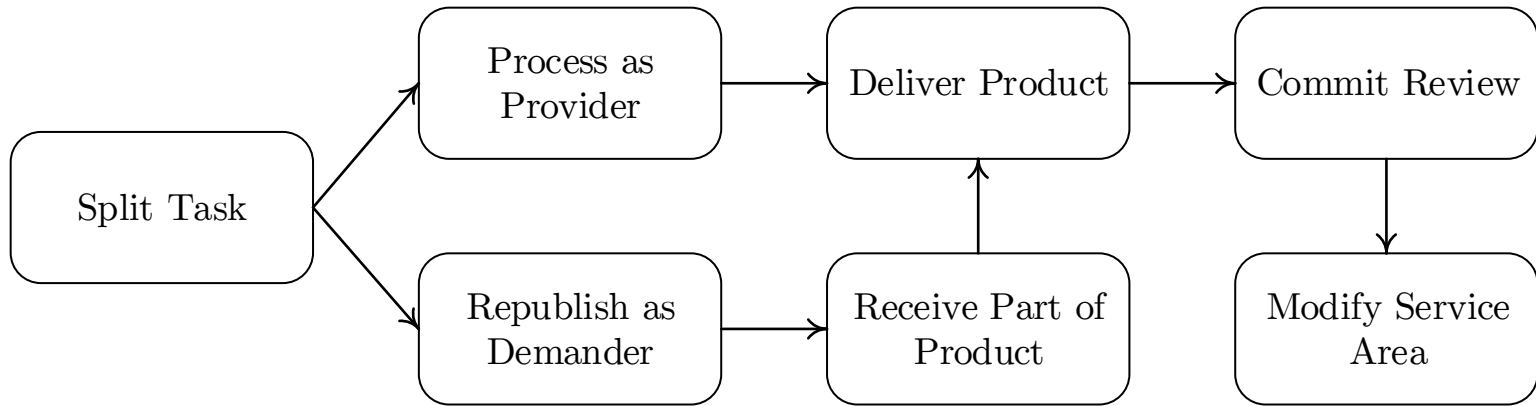 Split Task
Process as
Provider
Republish as
Demander
Deliver Product
Receive Part of
Product
Commit Review
Modify Service
Area